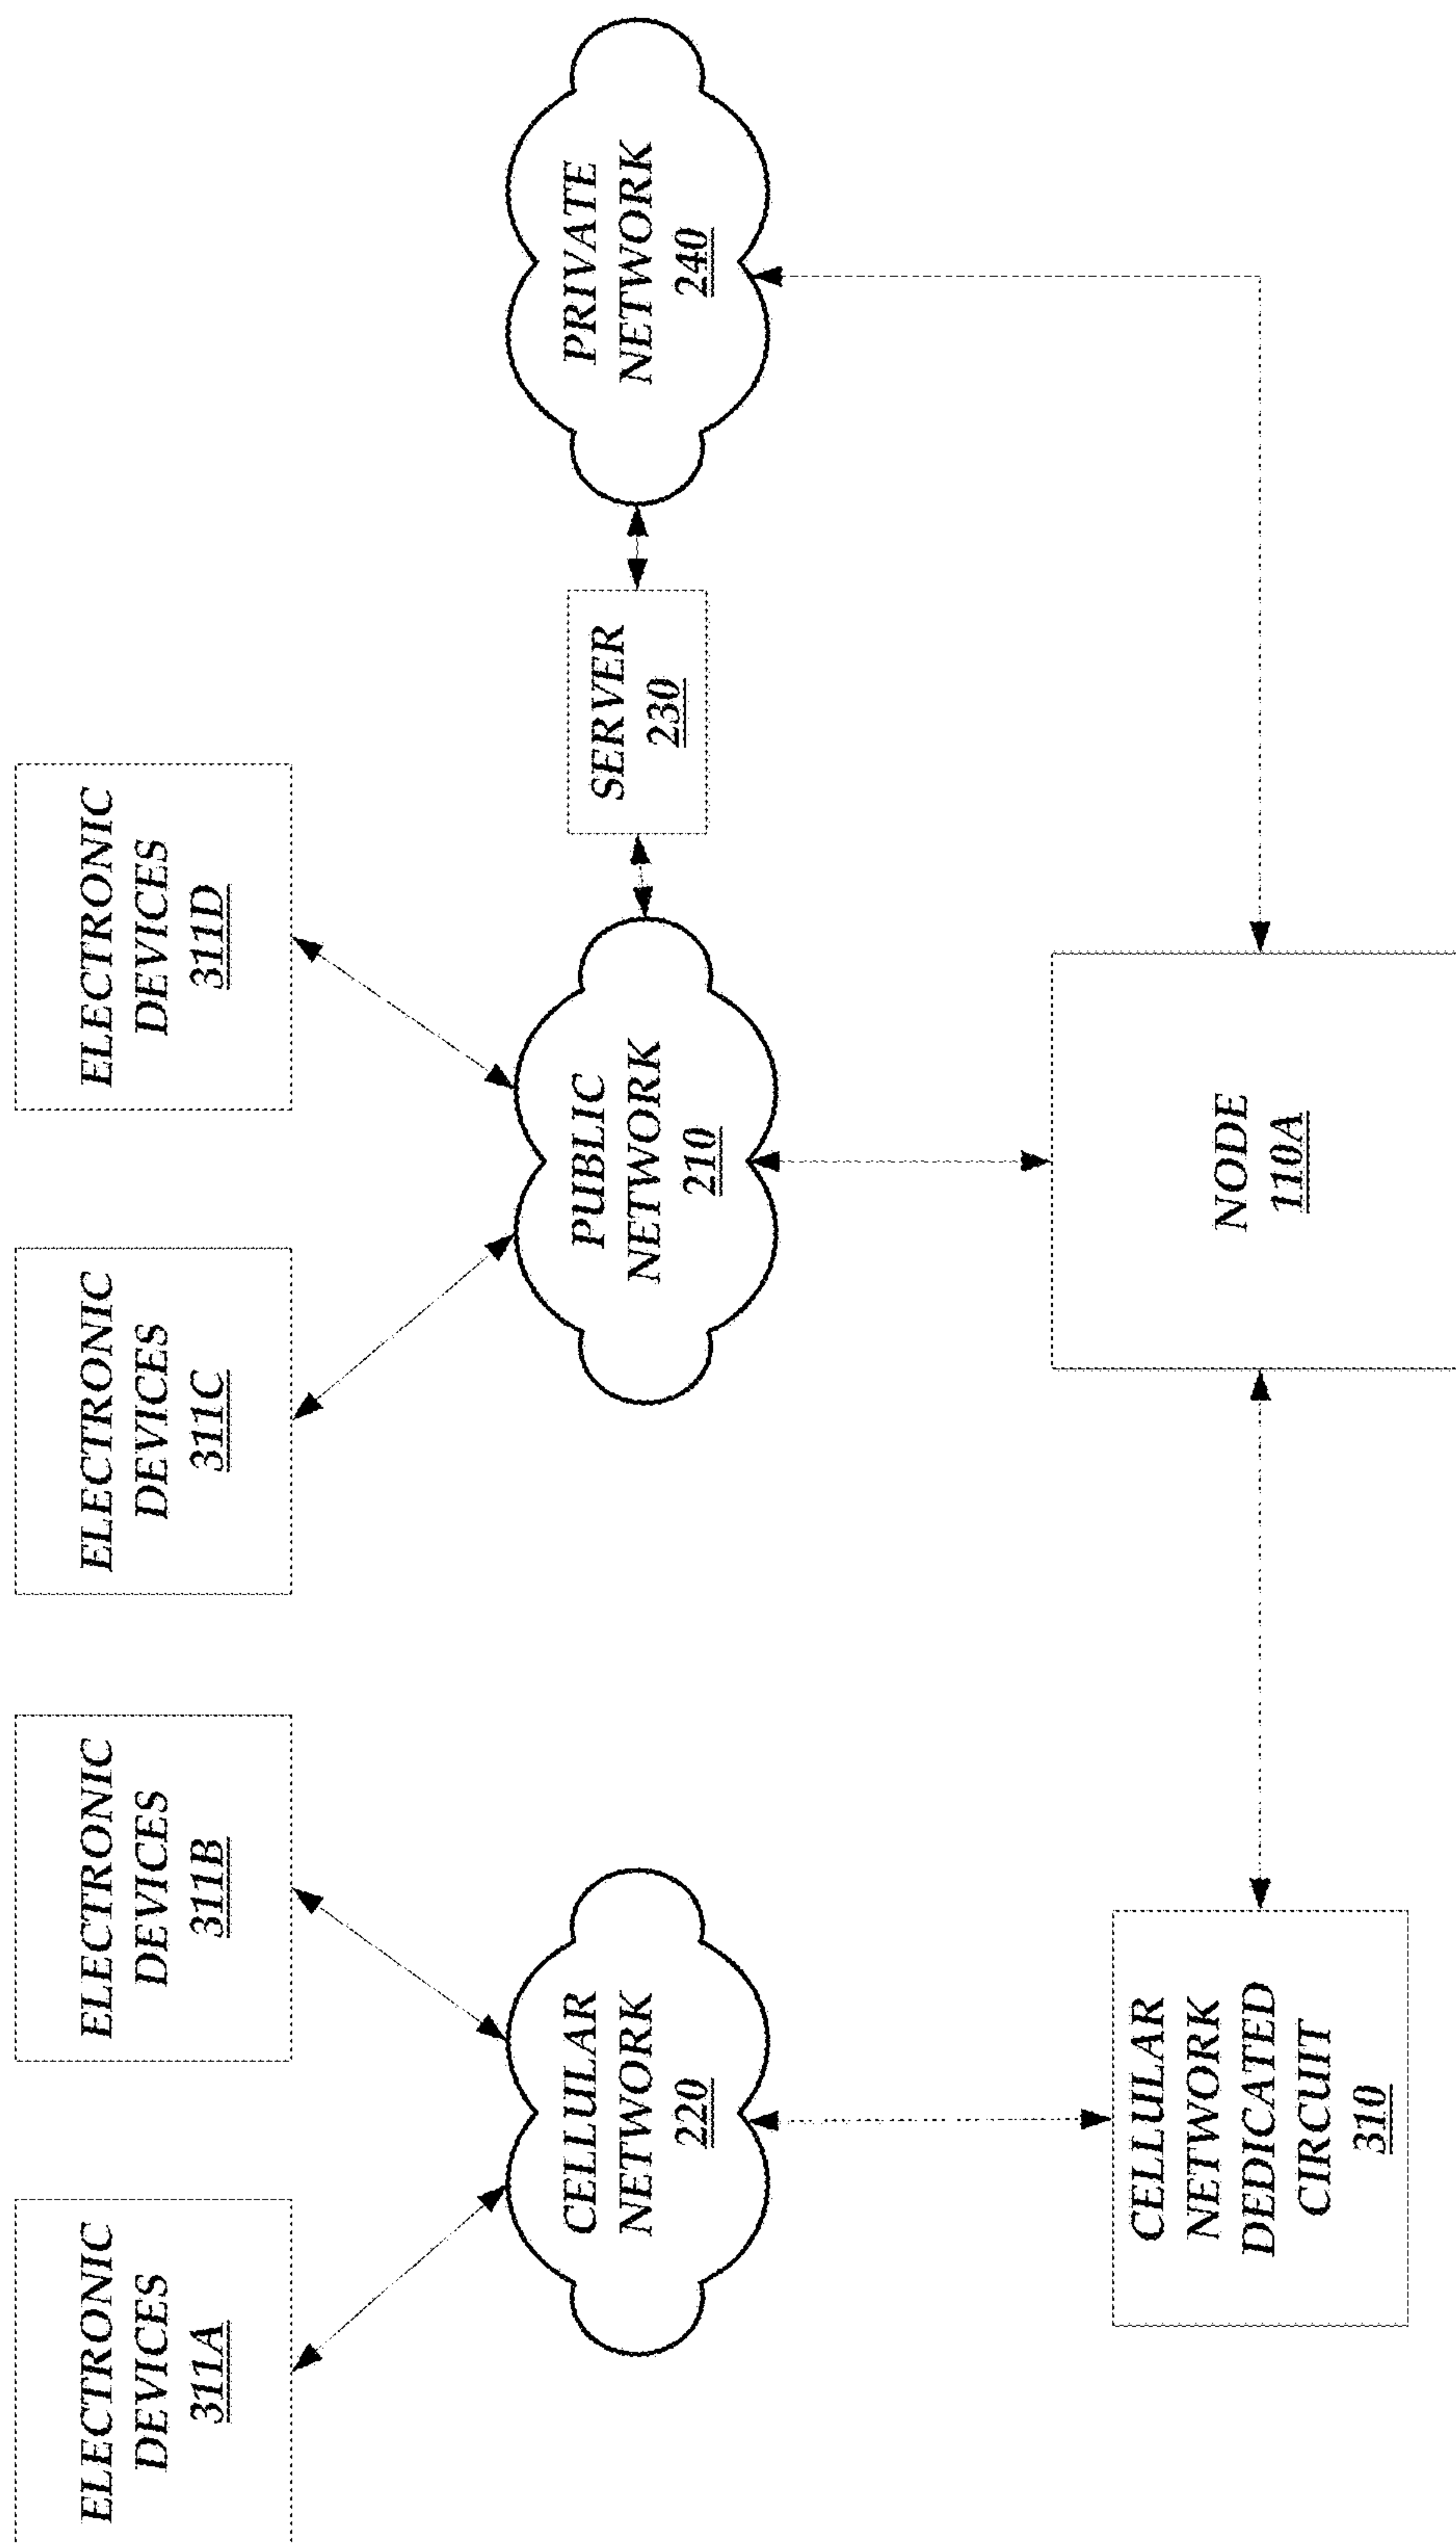 ELECTRONIC
DEVICES
311A
ELECTRONIC
DEVICES
311B
ELECTRONIC
DEVICES
311C
ELECTRONIC
DEVICES
311D
CELLULAR
NETWORK
220
PUBLIC
NETWORK
210
SERVER
230
PRIVATE
NETWORK
240
CELLULAR
NETWORK
DEDICATED
CIRCUIT
310
NODE
110A